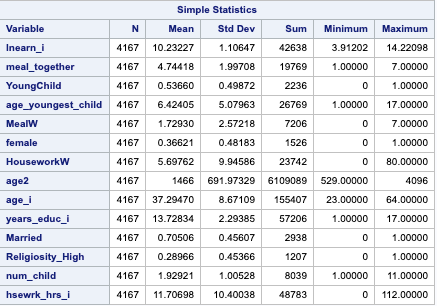 Simple Statistics
Variable N Mean Std Dev Sum Minimum Maximum
lnearn_i 4167 10.23227 1.10647 42638 3.91202 14.22098
meal_together 4167 4.74418 1.99708 19769 1.00000 7.00000
YoungChild 4167 0.53660 0.49872 2236 0 1.00000
age_youngest_child 4167 6.42405 5.07963 26769 1.00000 17.00000
MealW 4167 1.72930 2.57218 7206 0 7.00000
female 4167 0.36621 0.48183 1526 0 1.00000
HouseworkW 4167 5.69762 9.94586 23742 0 80.00000
age2 4167 1466 691.97329 6109089 529.00000 4096
age_i 4167 37.29470 8.67109 155407 23.00000 64.00000
years_educ_i 4167 13.72834 2.29385 57206 1.00000 17.00000
Married 4167 0.70506 0.45607 2938 0 1.00000
Religiosity_High 4167 0.28966 0.45366 1207 0 1.00000
num_child 4167 1.92921 1.00528 8039 1.00000 11.00000
hsewrk_hrs_i 4167 11.70698 10.40038 48783 0 112.00000